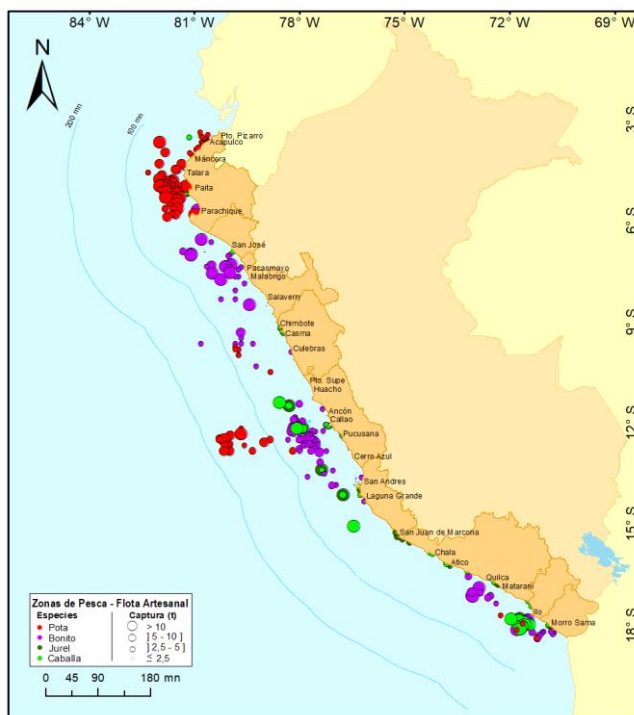 84° W 81° W 78° W 75° W 72° W 69° W
N
3° S
6° S
9° S
12° S
15° S
18° S
200 mn
100 mn
Pto. Pizarro
Acapulco
Máncora
Talara
Paita
Parachique
San José
Pacasmayo
Malabrigo
Salaverry
Chimbote
Casma
Culebras
Pto. Supe
Huacho
Ancón
Callao
Pucusana
Cerro Azul
San Andres
Laguna Grande
San Juan de Marcona
Chala
Atico
Quilca
Matarani
Ilo
Morro Sama
Zonas de Pesca - Flota Artesanal
Especies Captura (t)
Pota > 10
Bonito ]5 - 10 ]
Jurel ]2,5 - 5 ]
Caballa ≤ 2,5
0 45 90 180 mn